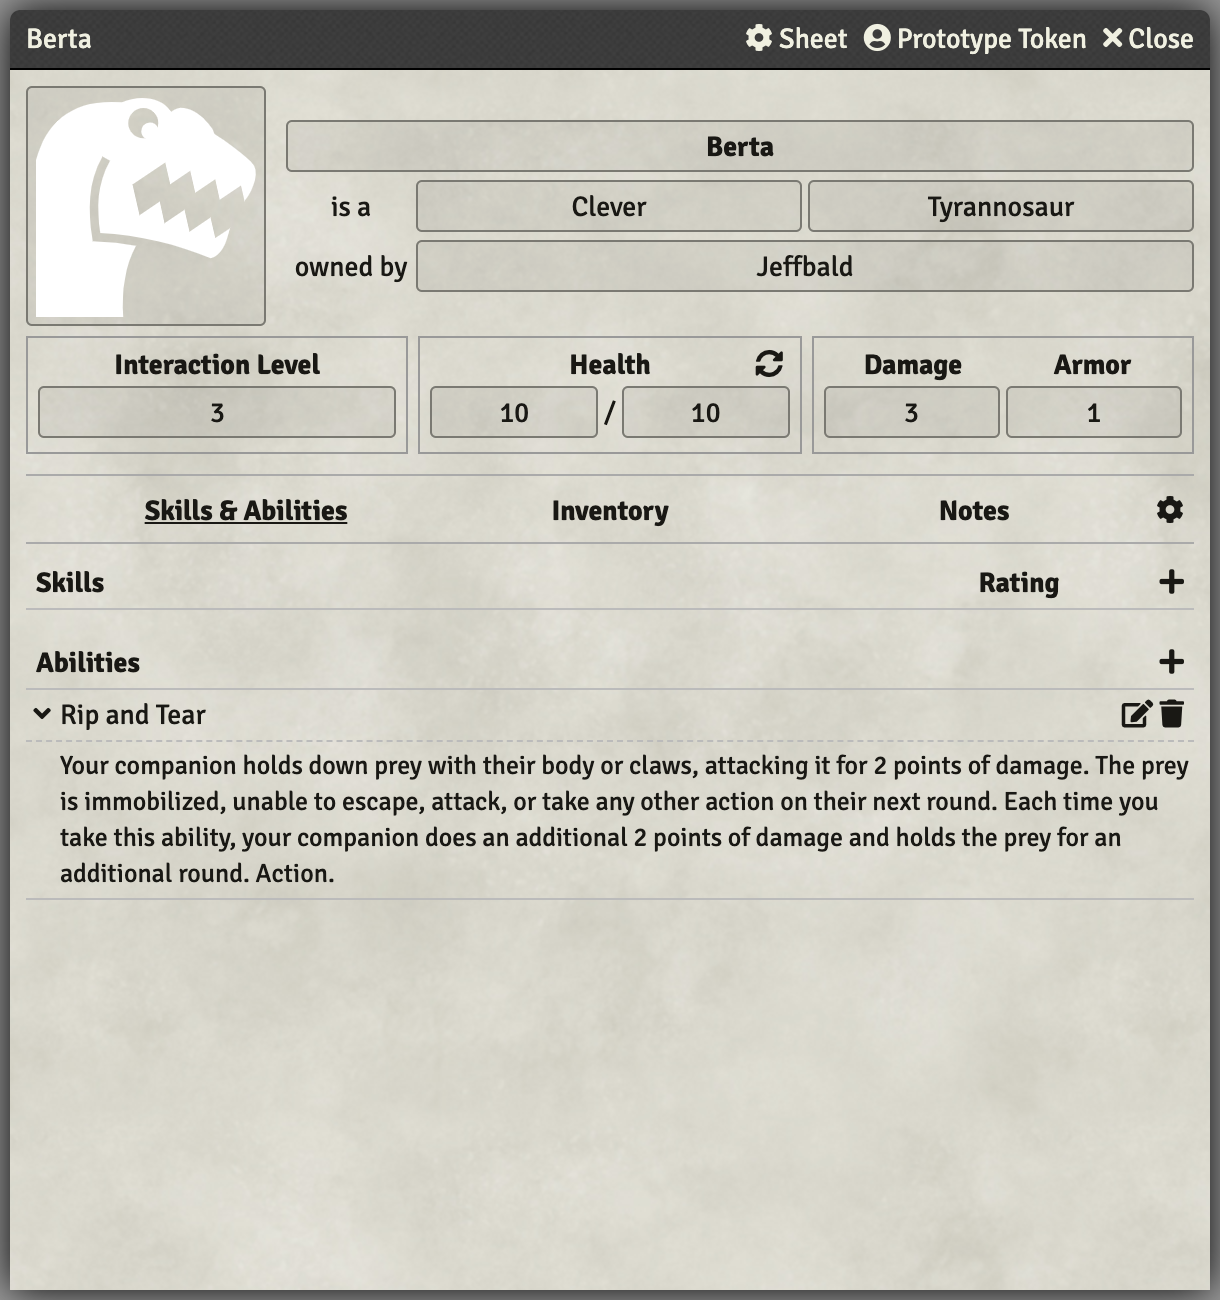 Berta Sheet Prototype Token Close
Berta
is a Clever Tyrannosaur
owned by Jeffbald
Interaction Level Health Damage Armor
3 10 / 10 3 1
Skills & Abilities Inventory Notes
Skills Rating
Abilities
Rip and Tear
Your companion holds down prey with their body or claws, attacking it for 2 points of damage. The prey
is immobilized, unable to escape, attack, or take any other action on their next round. Each time you
take this ability, your companion does an additional 2 points of damage and holds the prey for an
additional round. Action.